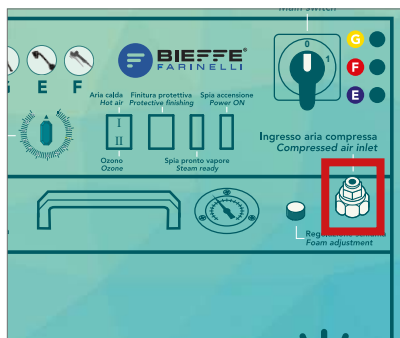 Main switch
0
1
G
F
E
G E F
BIEFFE®
FARINELLI
Aria calda
Hot air
Finitura protettiva
Protective finishing
Spia accensione
Power ON
I
II
Ozono
Ozone
Spia pronto vapore
Steam ready
Ingresso aria compressa
Compressed air inlet
Foam adjustment